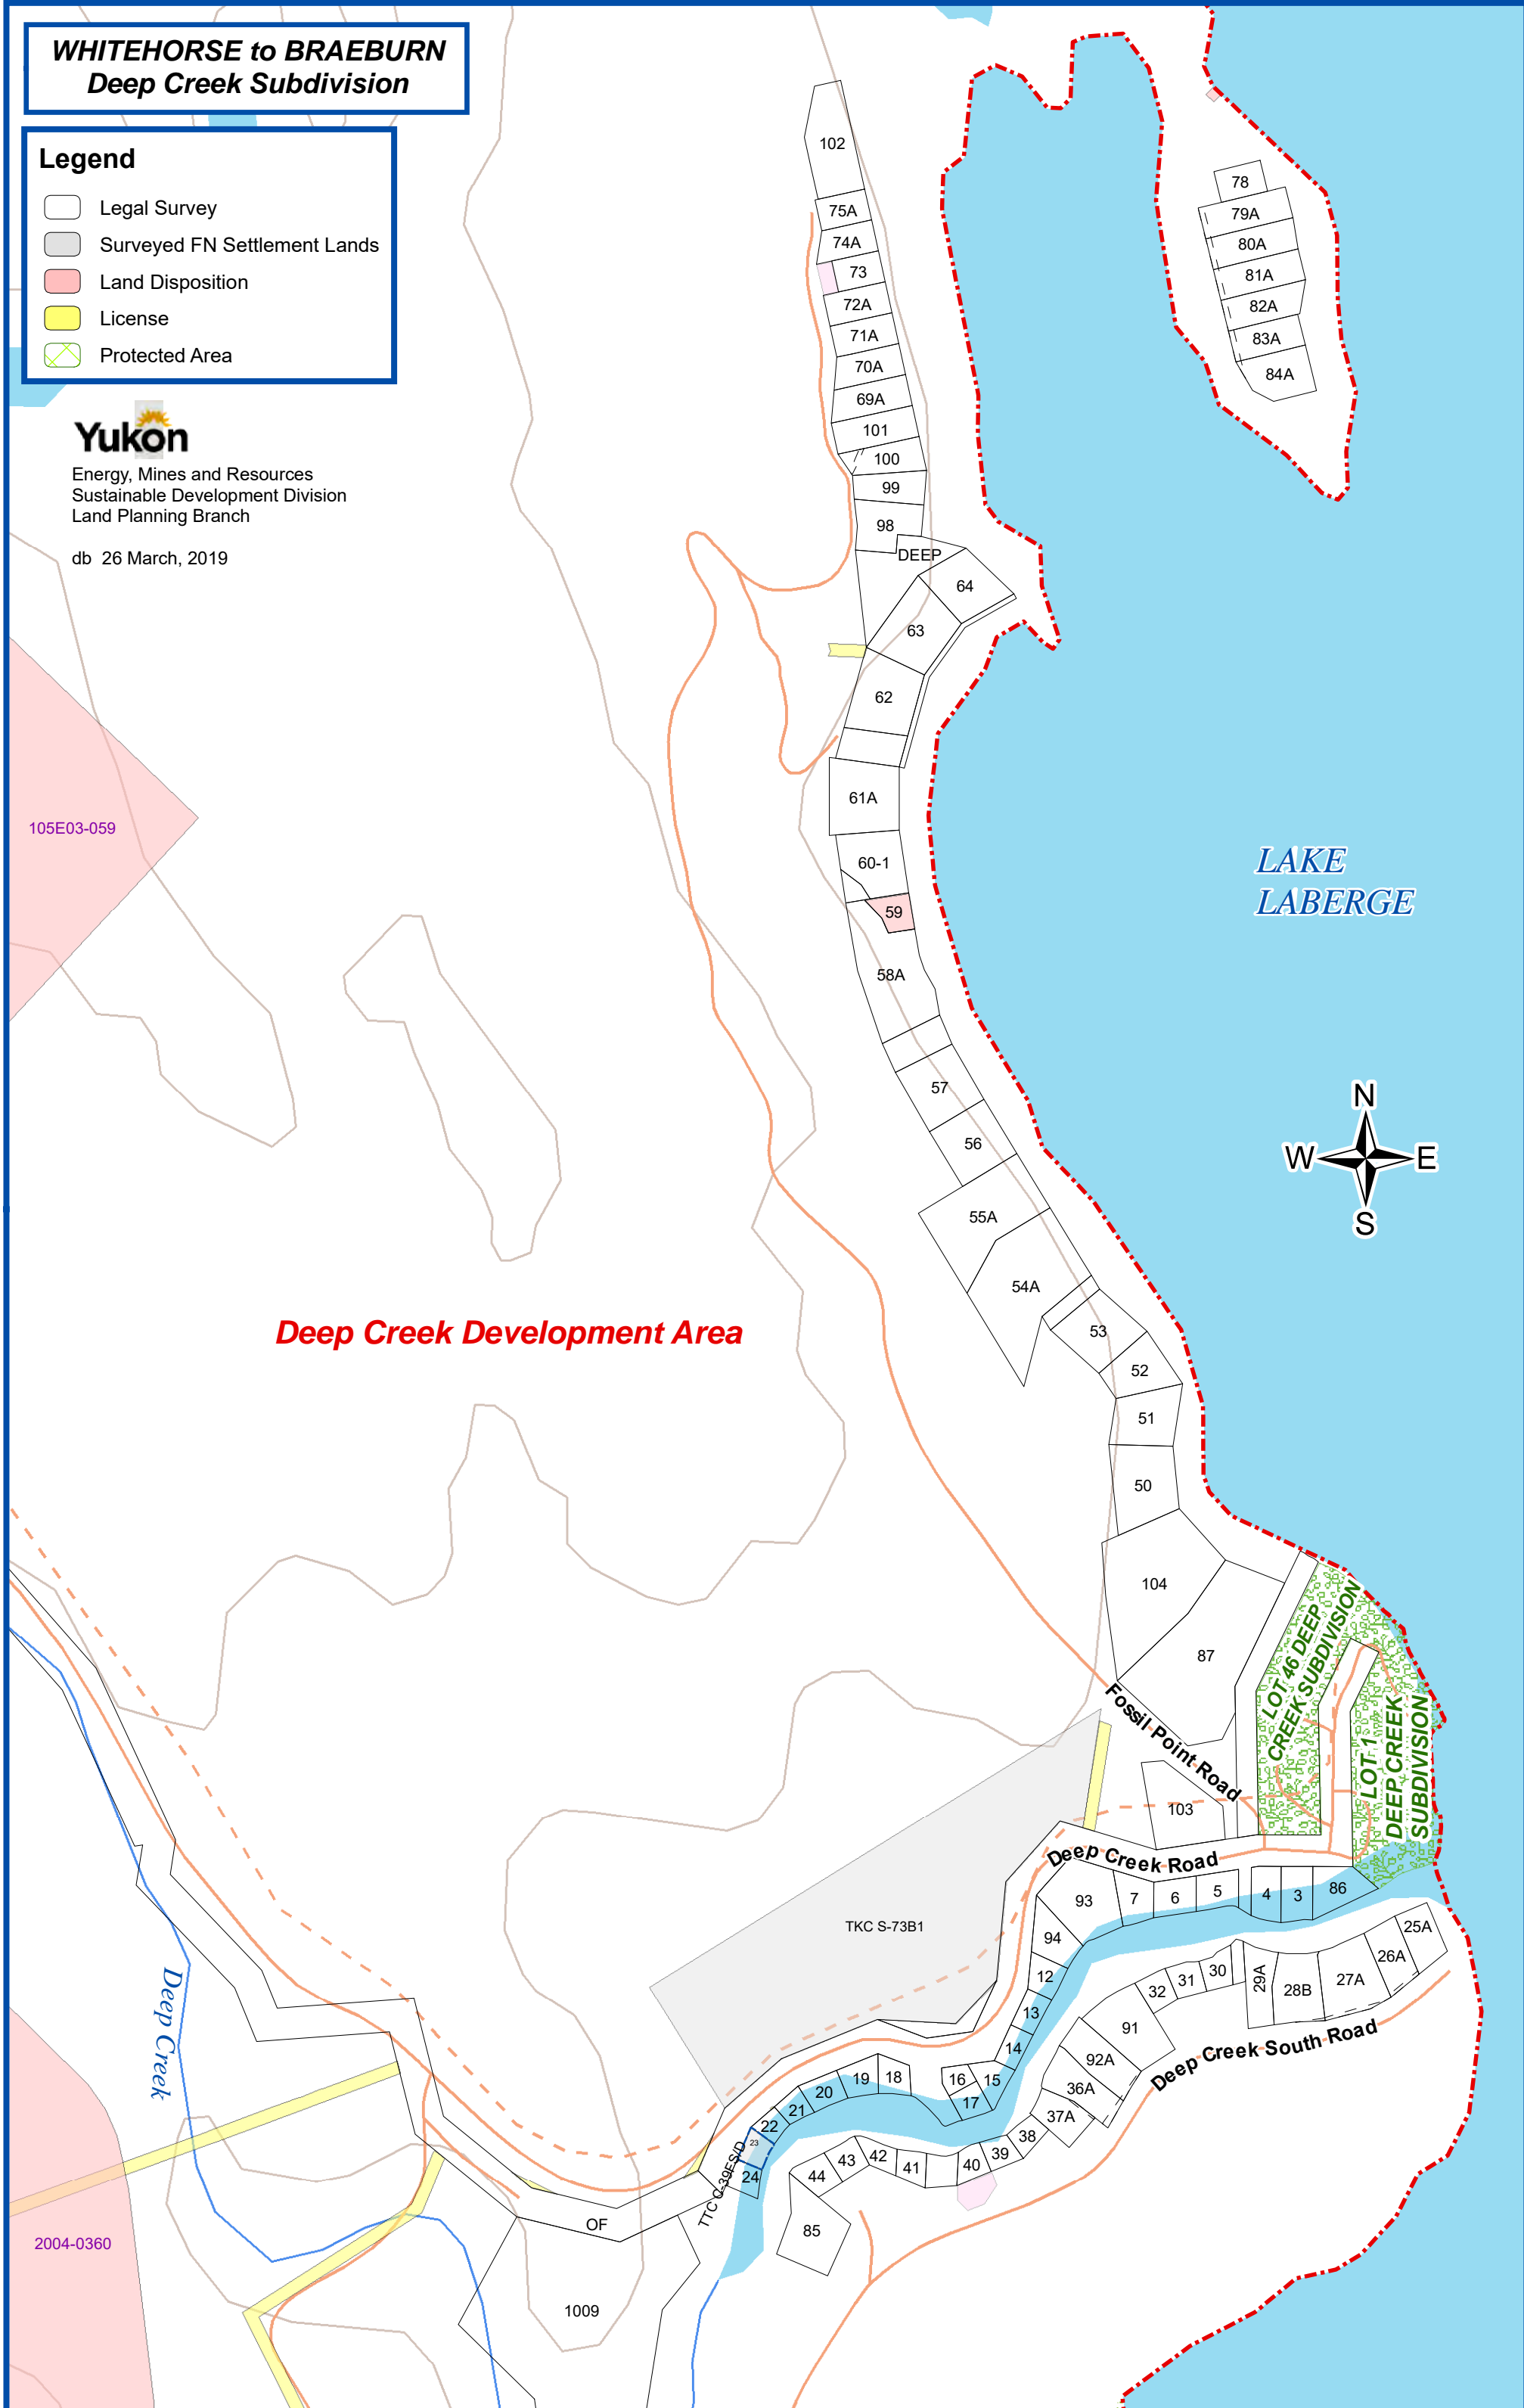 WHITEHORSE to BRAEBURN
Deep Creek Subdivision
Legend
Legal Survey
Surveyed FN Settlement Lands
Land Disposition
License
Protected Area
Yukon
Energy, Mines and Resources
Sustainable Development Division
Land Planning Branch
db 26 March, 2019
102
75A
74A
73
72A
71A
70A
69A
101
100
99
98
DEEP
64
63
62
61A
60-1
59
58A
57
56
55A
54A
53
52
51
50
104
87
103
78
79A
80A
81A
82A
83A
84A
105E03-059
LAKE
LABERGE
N
W
E
S
Deep Creek Development Area
LOT 46 DEEP
CREEK SUBDIVISION
LOT 1
DEEP CREEK
SUBDIVISION
Fossil Point Road
Deep Creek Road
TKC S-73B1
93
7
6
5
4
3
86
94
12
13
14
15
16
17
18
19
20
21
22
23
24
TTC C-39FS/D
25A
26A
27A
28B
29A
30
31
32
91
92A
36A
37A
38
39
40
41
42
43
44
85
Deep Creek South Road
Deep Creek
OF
1009
2004-0360